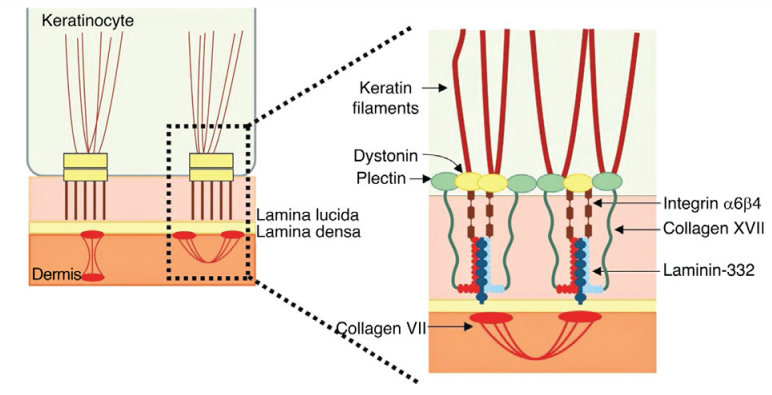 Keratinocyte
Lamina lucida
Lamina densa
Dermis
Keratin
filaments
Dystonin
Plectin
Integrin α6β4
Collagen XVII
Laminin-332
Collagen VII